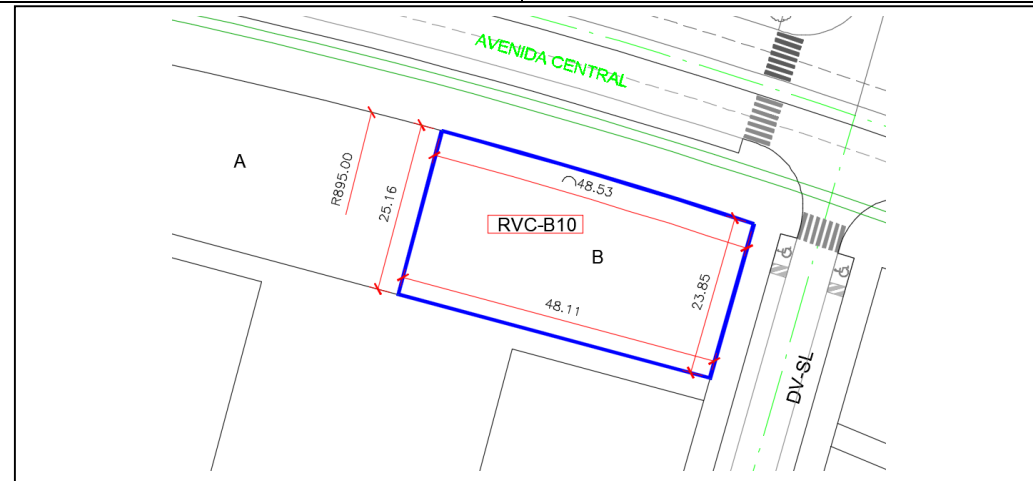 AVENIDA CENTRAL
A
R895.00
25.16
48.53
RVC-B10
B
23.85
48.11
DV-SL